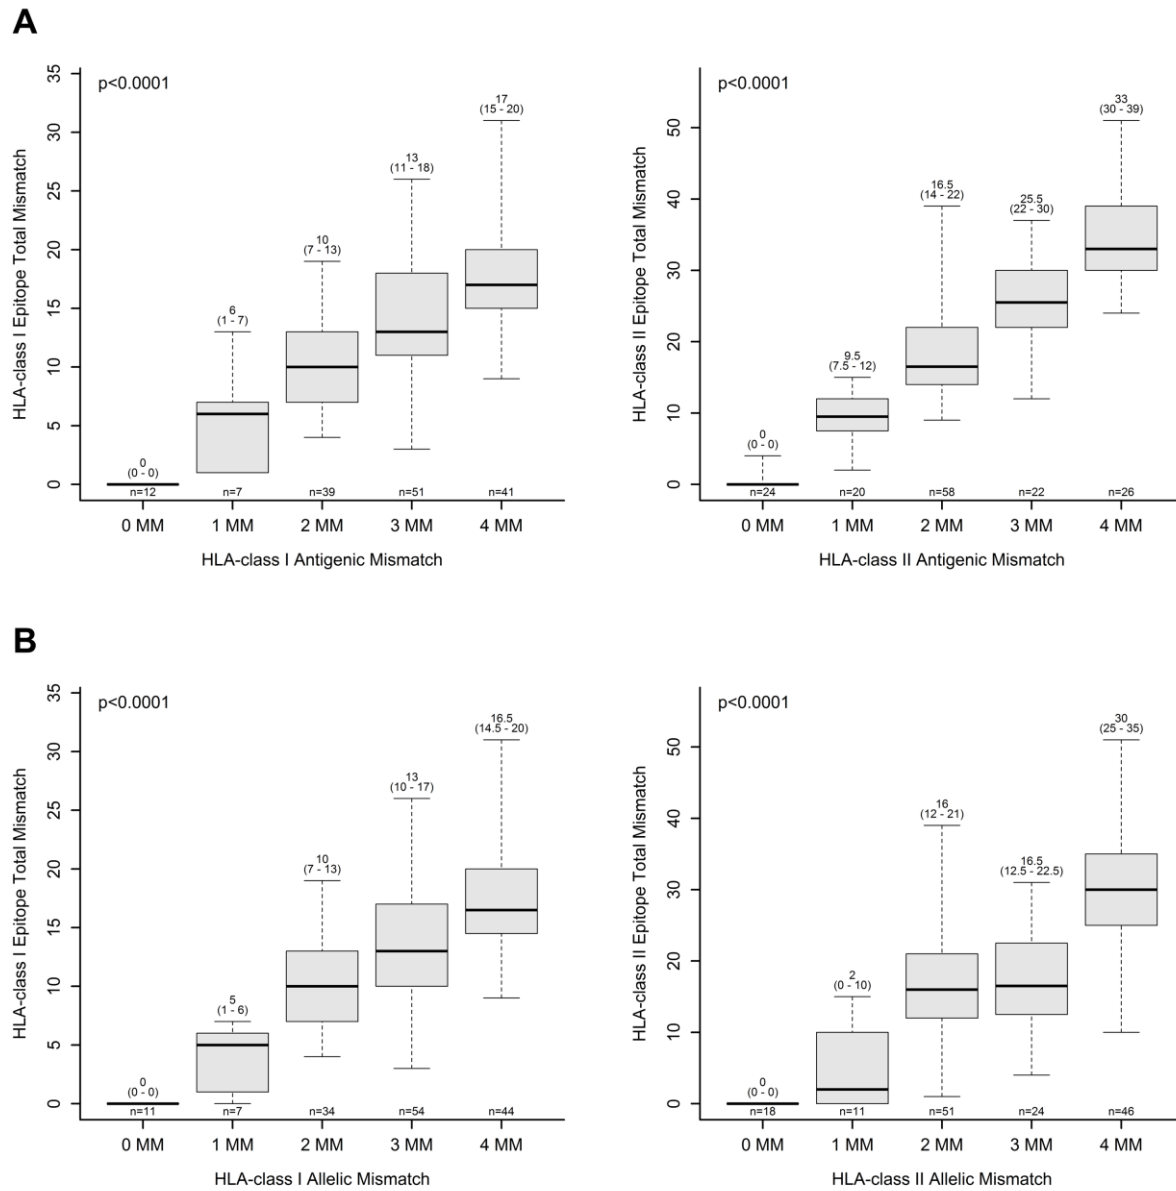 A
p<0.0001
HLA-class I Epitope Total Mismatch
35
30
25
20
15
10
5
0
0
(0 - 0)
6
(1 - 7)
10
(7 - 13)
13
(11 - 18)
17
(15 - 20)
n=12 n=7 n=39 n=51 n=41
0 MM 1 MM 2 MM 3 MM 4 MM
HLA-class I Antigenic Mismatch
p<0.0001
HLA-class II Epitope Total Mismatch
50
40
30
20
10
0
0
(0 - 0)
9.5
(7.5 - 12)
16.5
(14 - 22)
25.5
(22 - 30)
33
(30 - 39)
n=24 n=20 n=58 n=22 n=26
0 MM 1 MM 2 MM 3 MM 4 MM
HLA-class II Antigenic Mismatch
B
p<0.0001
HLA-class I Epitope Total Mismatch
35
30
25
20
15
10
5
0
0
(0 - 0)
5
(1 - 6)
10
(7 - 13)
13
(10 - 17)
16.5
(14.5 - 20)
n=11 n=7 n=34 n=54 n=44
0 MM 1 MM 2 MM 3 MM 4 MM
HLA-class I Allelic Mismatch
p<0.0001
HLA-class II Epitope Total Mismatch
50
40
30
20
10
0
0
(0 - 0)
2
(0 - 10)
16
(12 - 21)
16.5
(12.5 - 22.5)
30
(25 - 35)
n=18 n=11 n=51 n=24 n=46
0 MM 1 MM 2 MM 3 MM 4 MM
HLA-class II Allelic Mismatch